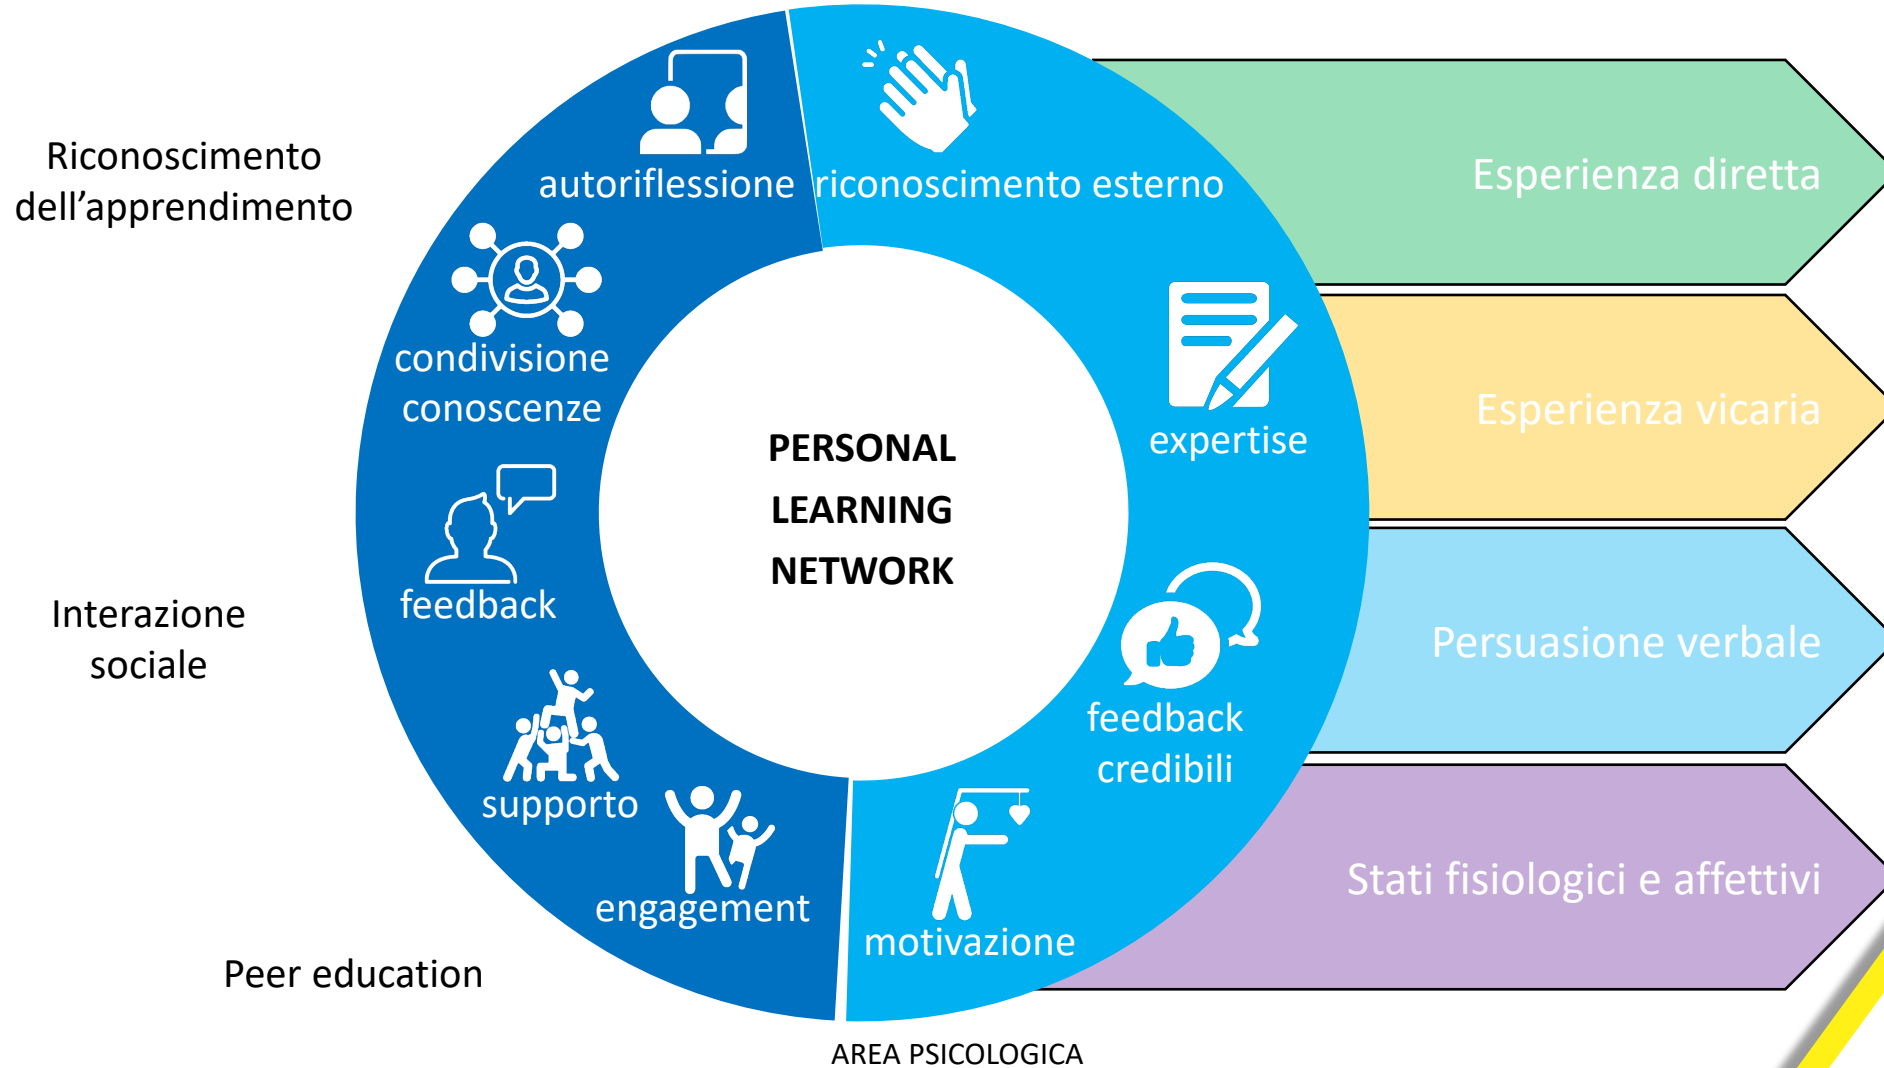 Riconoscimento
dell’apprendimento
Interazione
sociale
Peer education
autoriflessione
condivisione
conoscenze
feedback
supporto
engagement
PERSONAL
LEARNING
NETWORK
riconoscimento esterno
expertise
feedback
credibili
motivazione
Esperienza diretta
Esperienza vicaria
Persuasione verbale
Stati fisiologici e affettivi
AREA PSICOLOGICA